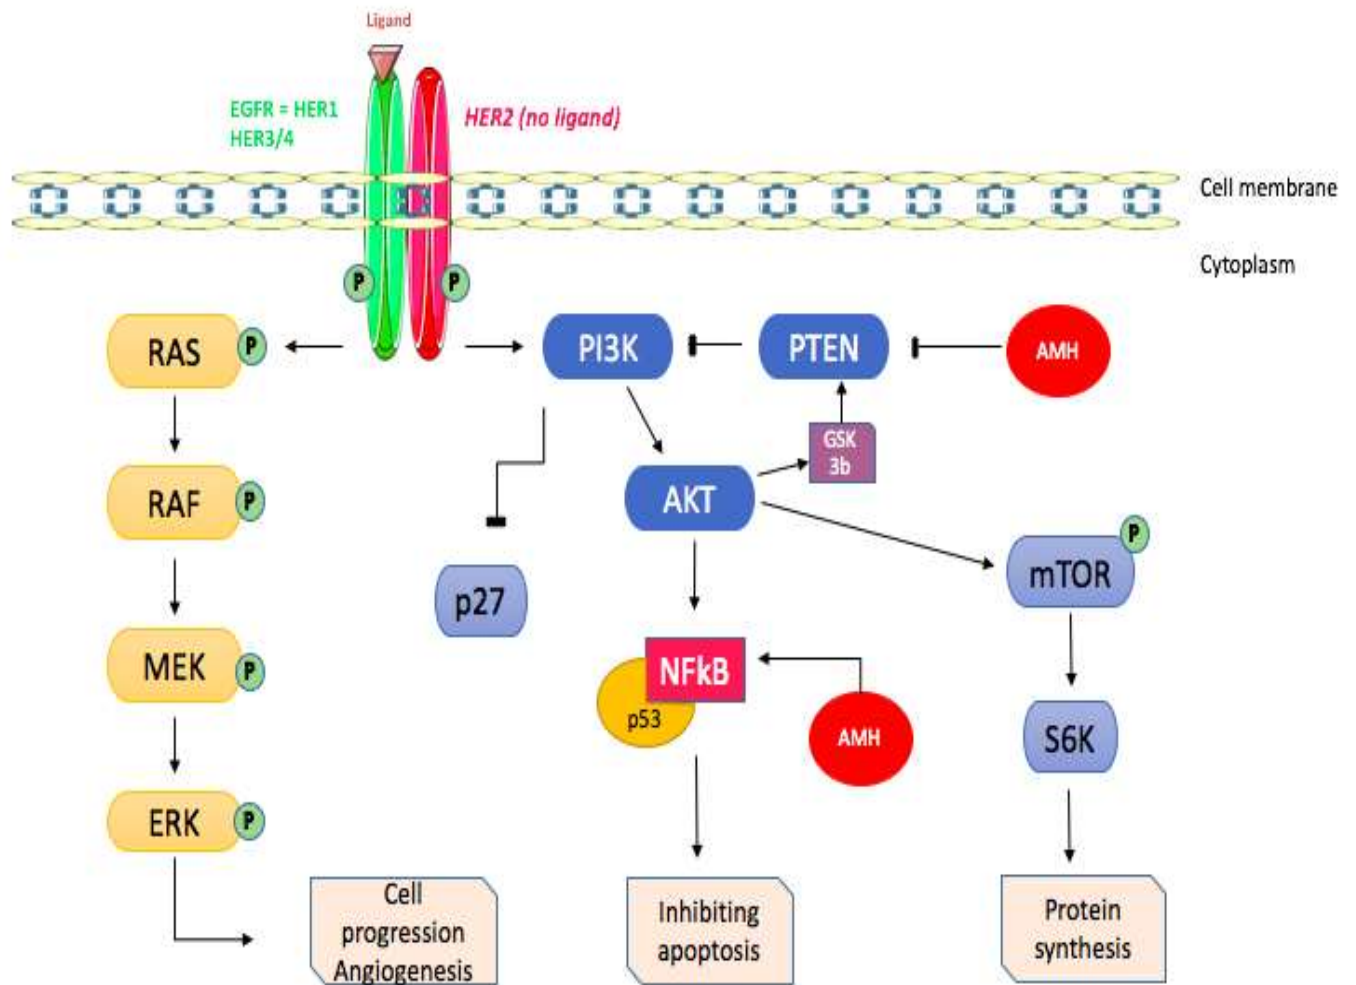 Ligand
EGFR = HER1
HER3/4
HER2 (no ligand)
Cell membrane
Cytoplasm
P
P
RAS
P
PI3K
PTEN
AMH
GSK
3b
RAF
P
AKT
P
mTOR
p27
MEK
P
NFkB
p53
AMH
S6K
ERK
P
Cell
progression
Angiogenesis
Inhibiting
apoptosis
Protein
synthesis